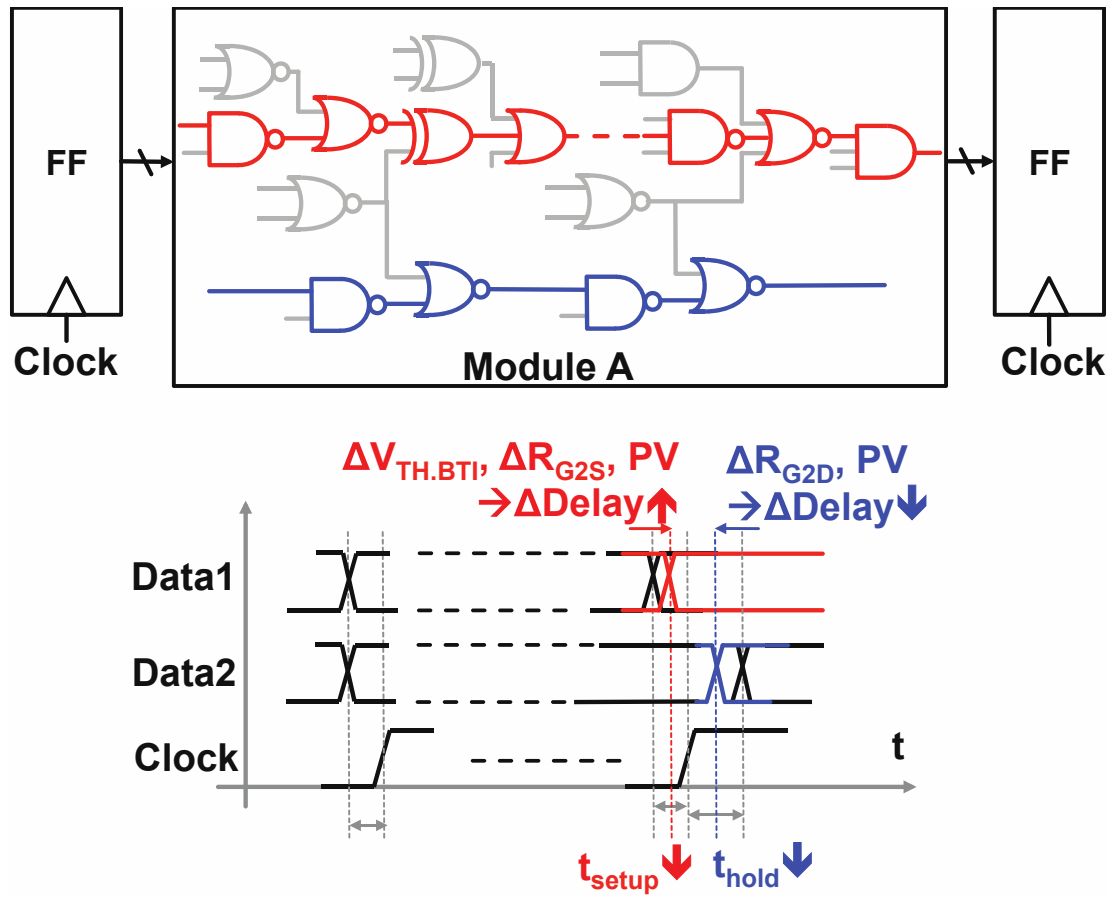 FF
FF
Clock
Module A
Clock
ΔV_TH.BTI, ΔR_G2S, PV
→ΔDelay↑
ΔR_G2D, PV
→ΔDelay↓
Data1
Data2
Clock
t
t_setup↓
t_hold↓